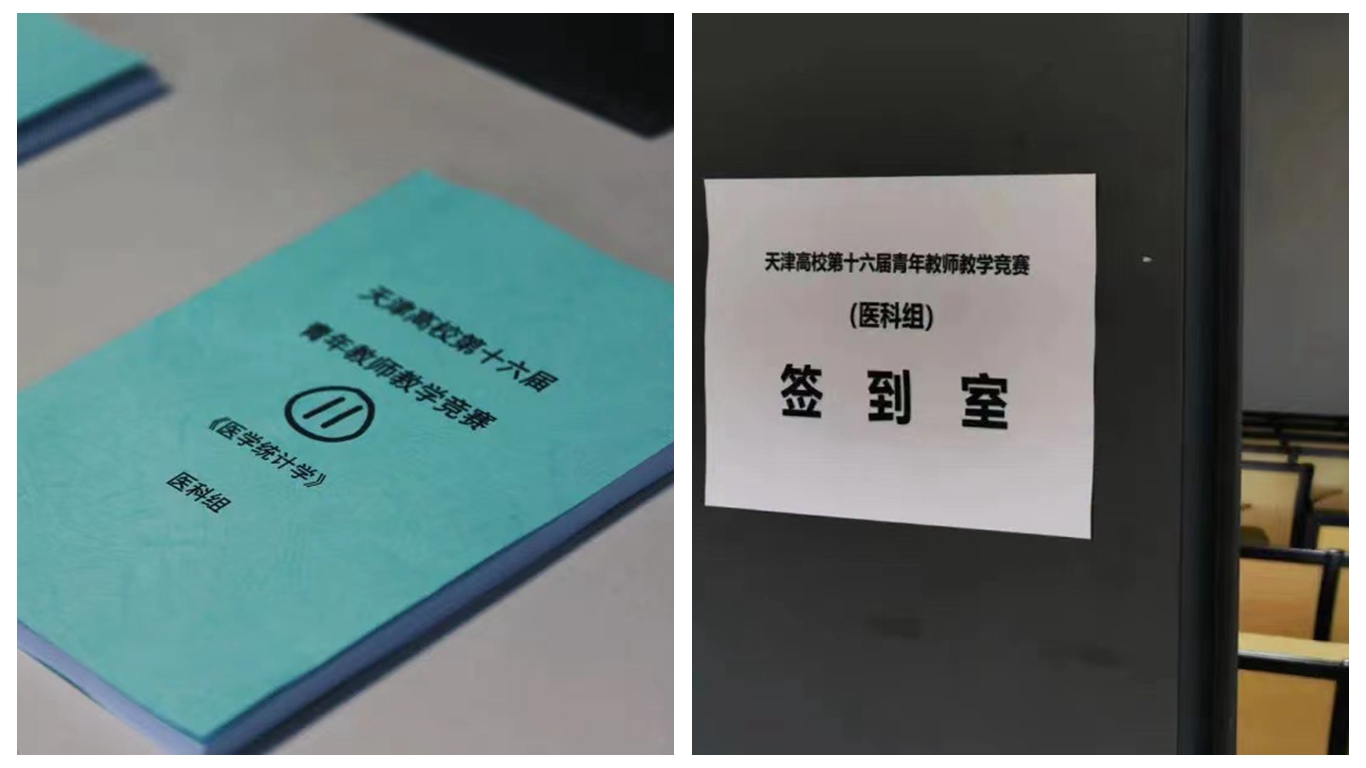 天津高校第十六届
青年教师教学竞赛
11
《医学统计学》
医科组
天津高校第十六届青年教师教学竞赛
(医科组)
签到室